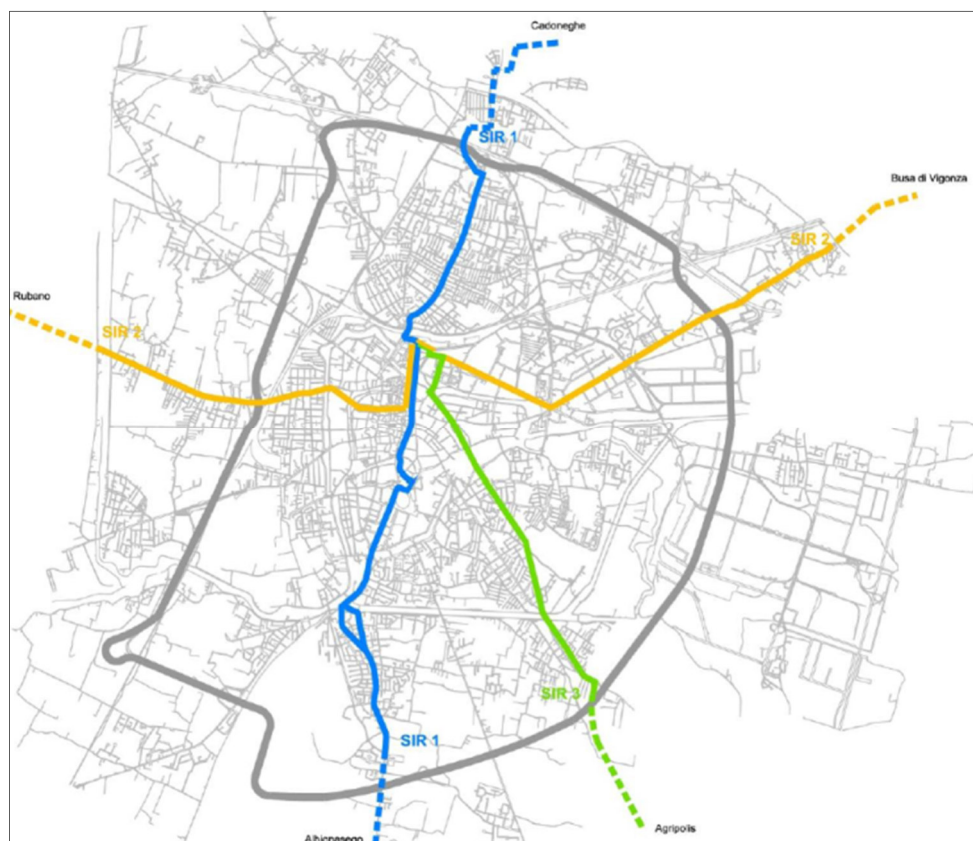 Cadoneghe
SIR 1
Busa di Vigonza
SIR 2
Rubano
SIR 2
SIR 3
SIR 1
Agripolis